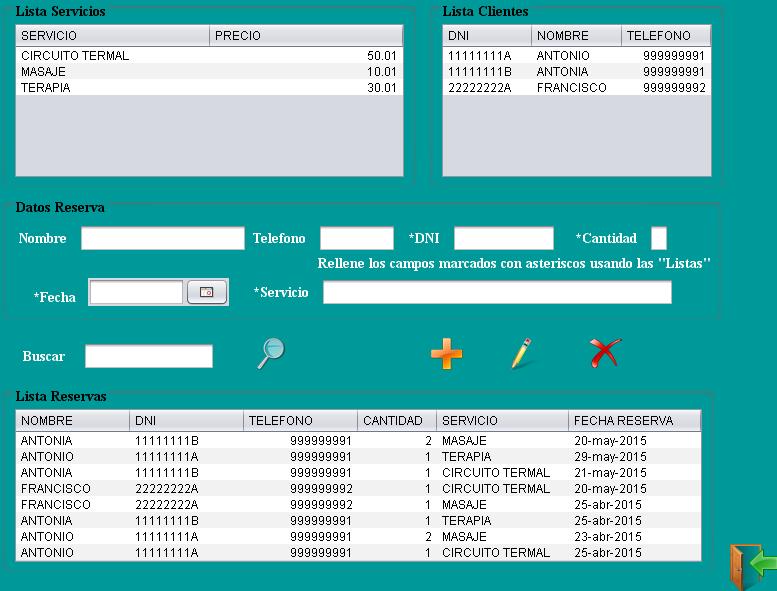 Lista Servicios
SERVICIO PRECIO
CIRCUITO TERMAL 50.01
MASAJE 10.01
TERAPIA 30.01
Lista Clientes
DNI NOMBRE TELEFONO
11111111A ANTONIO 999999991
11111111B ANTONIA 999999991
22222222A FRANCISCO 999999992
Datos Reserva
Nombre Telefono *DNI *Cantidad
Rellene los campos marcados con asteriscos usando las "Listas"
*Fecha *Servicio
Buscar
Lista Reservas
NOMBRE DNI TELEFONO CANTIDAD SERVICIO FECHA RESERVA
ANTONIA 11111111B 999999991 2 MASAJE 20-may-2015
ANTONIO 11111111A 999999991 1 TERAPIA 29-may-2015
ANTONIA 11111111B 999999991 1 CIRCUITO TERMAL 21-may-2015
FRANCISCO 22222222A 999999992 1 CIRCUITO TERMAL 20-may-2015
FRANCISCO 22222222A 999999992 1 MASAJE 25-abr-2015
ANTONIA 11111111B 999999991 1 TERAPIA 25-abr-2015
ANTONIO 11111111A 999999991 2 MASAJE 23-abr-2015
ANTONIO 11111111A 999999991 1 CIRCUITO TERMAL 25-abr-2015